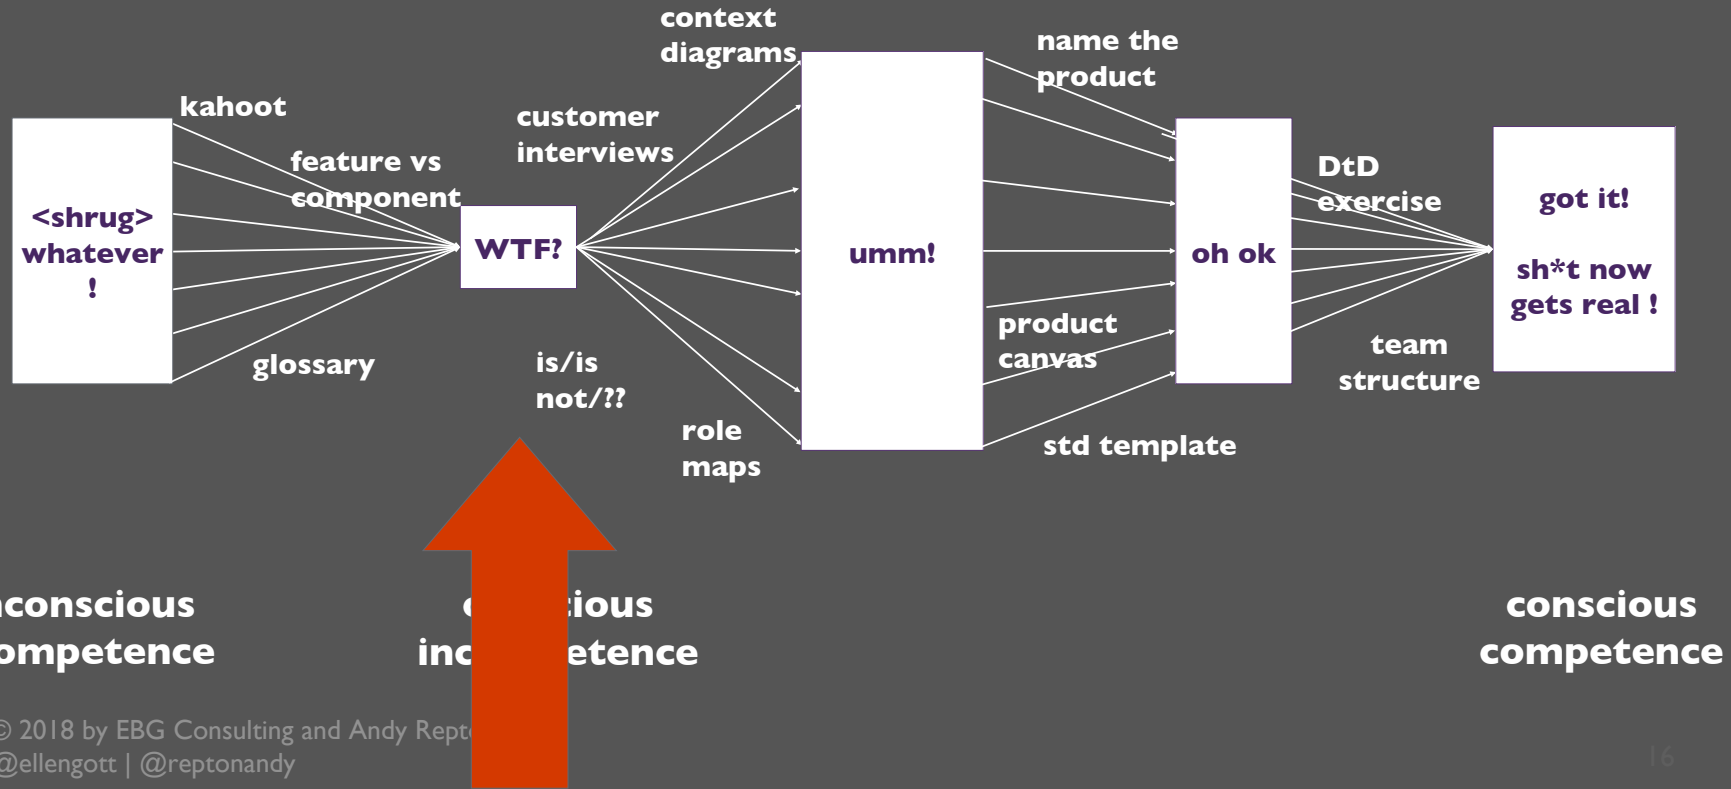 context
diagrams
name the
product
kahoot
customer
interviews
feature vs
component
DtD
exercise
<shrug>
whatever
!
WTF?
umm!
oh ok
got it!
sh*t now
gets real !
glossary
is/is
not/??
product
canvas
team
structure
role
maps
std template
conscious
competence
© 2018 by EBG Consulting and Andy Rept
@ellengott | @reptonandy
16